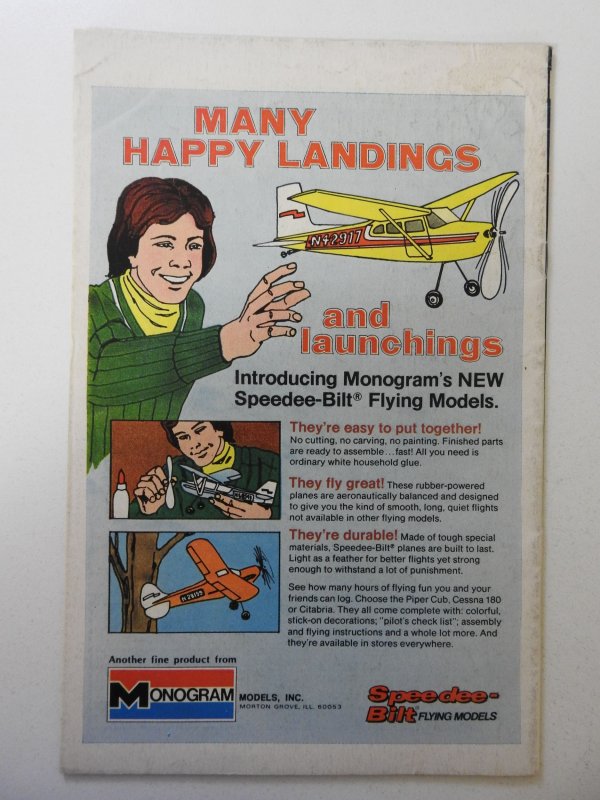 MANY
HAPPY LANDINGS
N42917
and
launchings
Introducing Monogram's NEW
Speedee-Bilt® Flying Models.
They're easy to put together!
No cutting, no carving, no painting. Finished parts
are ready to assemble...fast! All you need is
ordinary white household glue.
They fly great! These rubber-powered
planes are aeronautically balanced and designed
to give you the kind of smooth, long, quiet flights
not available in other flying models.
They're durable! Made of tough special
materials, Speedee-Bilt® planes are built to last.
Light as a feather for better flights yet strong
enough to withstand a lot of punishment.
See how many hours of flying fun you and your
friends can log. Choose the Piper Cub, Cessna 180
or Citabria. They all come complete with: colorful,
stick-on decorations; "pilot's check list"; assembly
and flying instructions and a whole lot more. And
they're available in stores everywhere.
Another fine product from
MONOGRAM MODELS, INC.
MORTON GROVE, ILL. 60053
Speedee-
Bilt® FLYING MODELS